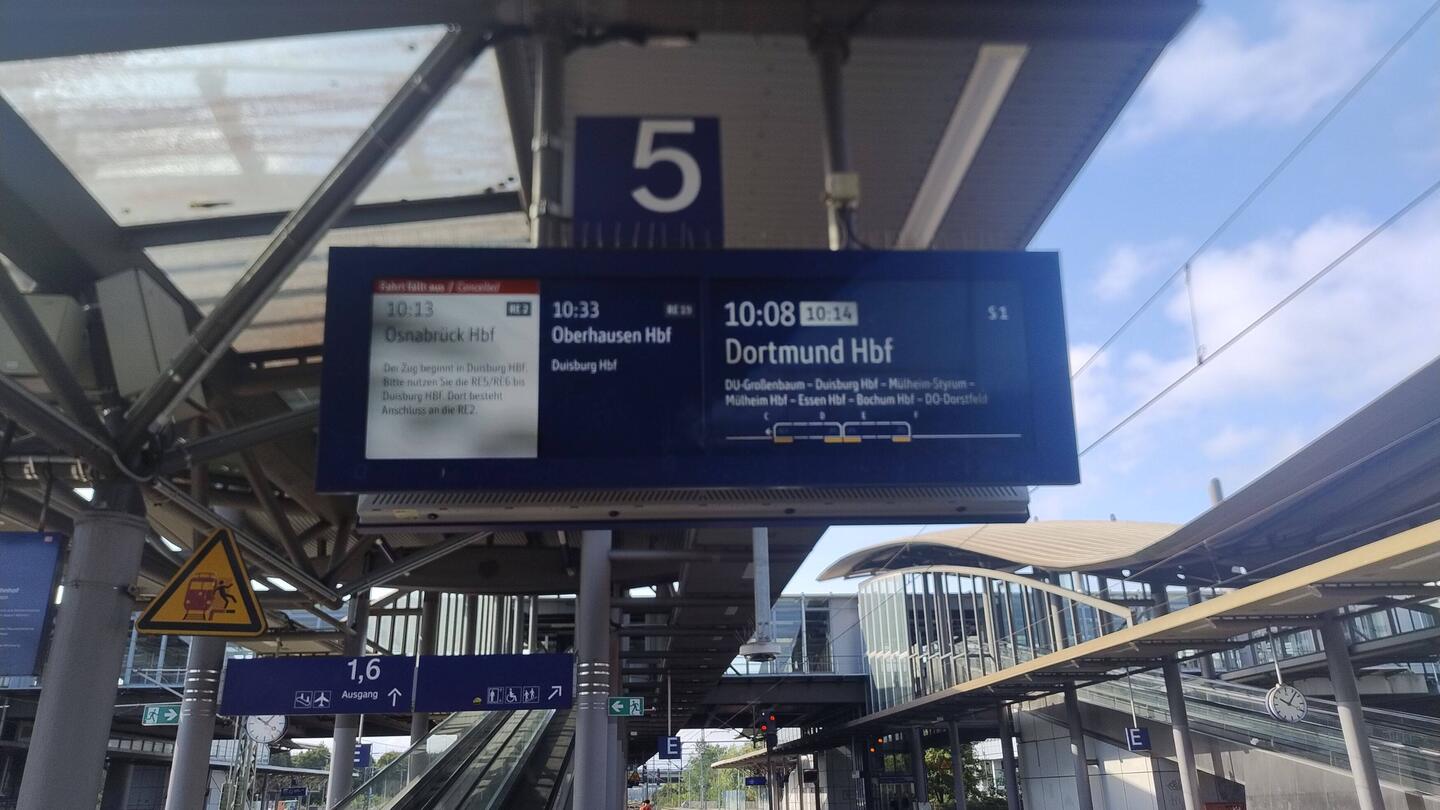 5
Fahrt fällt aus / Cancelled
10:13 RE 2
Osnabrück Hbf
Der Zug beginnt in Duisburg Hbf.
Bitte nutzen Sie die RE5/RE6 bis
Duisburg Hbf. Dort besteht
Anschluss an die RE2.
10:33 RE 19
Oberhausen Hbf
Duisburg Hbf
10:08 10:14 S 1
Dortmund Hbf
DU-Großenbaum – Duisburg Hbf – Mülheim-Styrum –
Mülheim Hbf – Essen Hbf – Bochum Hbf – DO-Dorstfeld
C D E F
1,6
Ausgang
E
E
E